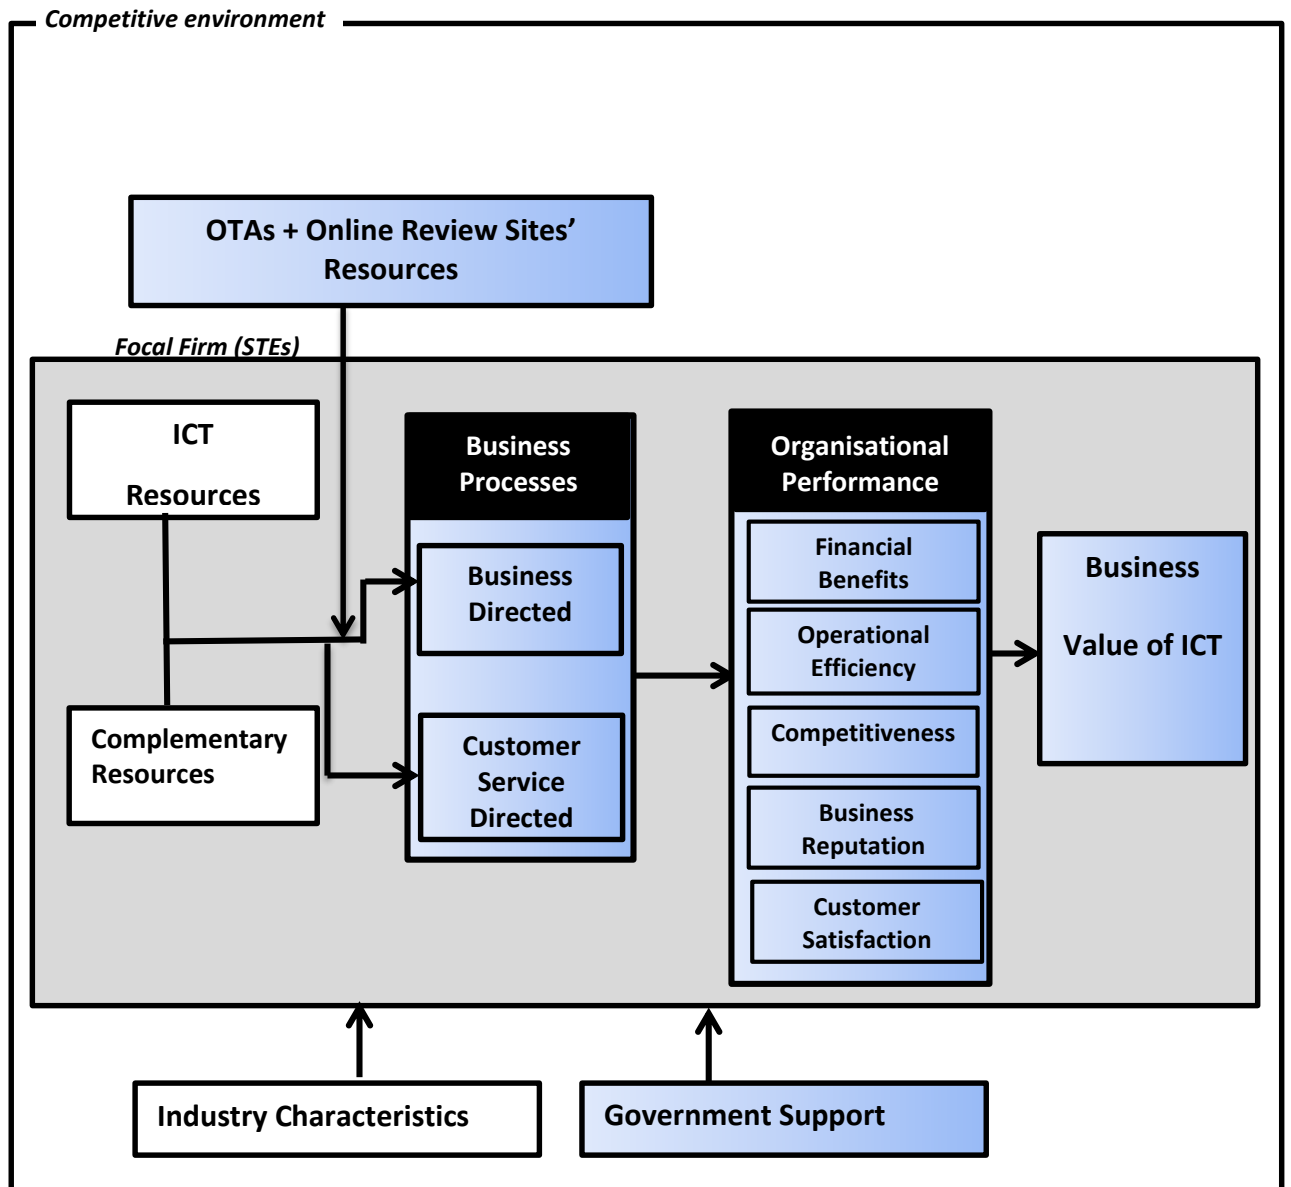 Competitive environment
OTAs + Online Review Sites’
Resources
Focal Firm (STEs)
ICT
Resources
Complementary
Resources
Business
Processes
Business
Directed
Customer
Service
Directed
Organisational
Performance
Financial
Benefits
Operational
Efficiency
Competitiveness
Business
Reputation
Customer
Satisfaction
Business
Value of ICT
Industry Characteristics
Government Support